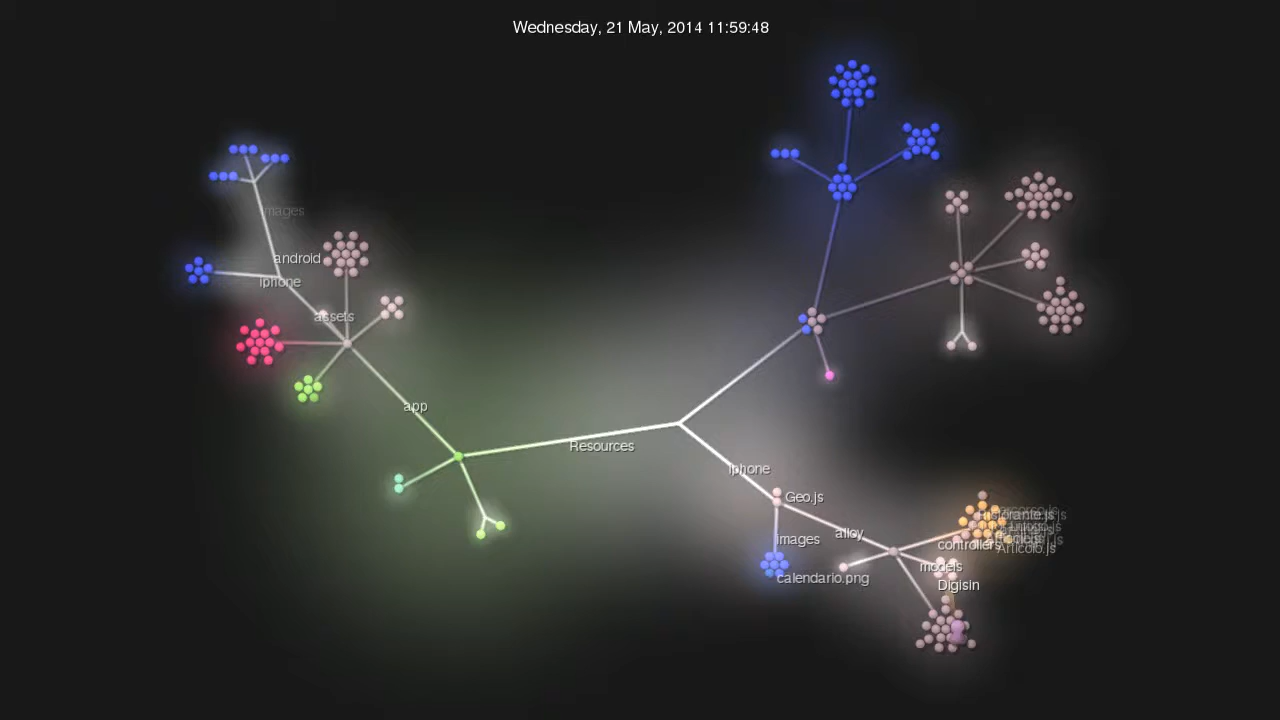 Wednesday, 21 May, 2014 11:59:48
images
android
iphone
assets
app
Resources
iphone
Geo.js
alloy
images
controllers
Articolo.js
models
calendario.png
Digisin